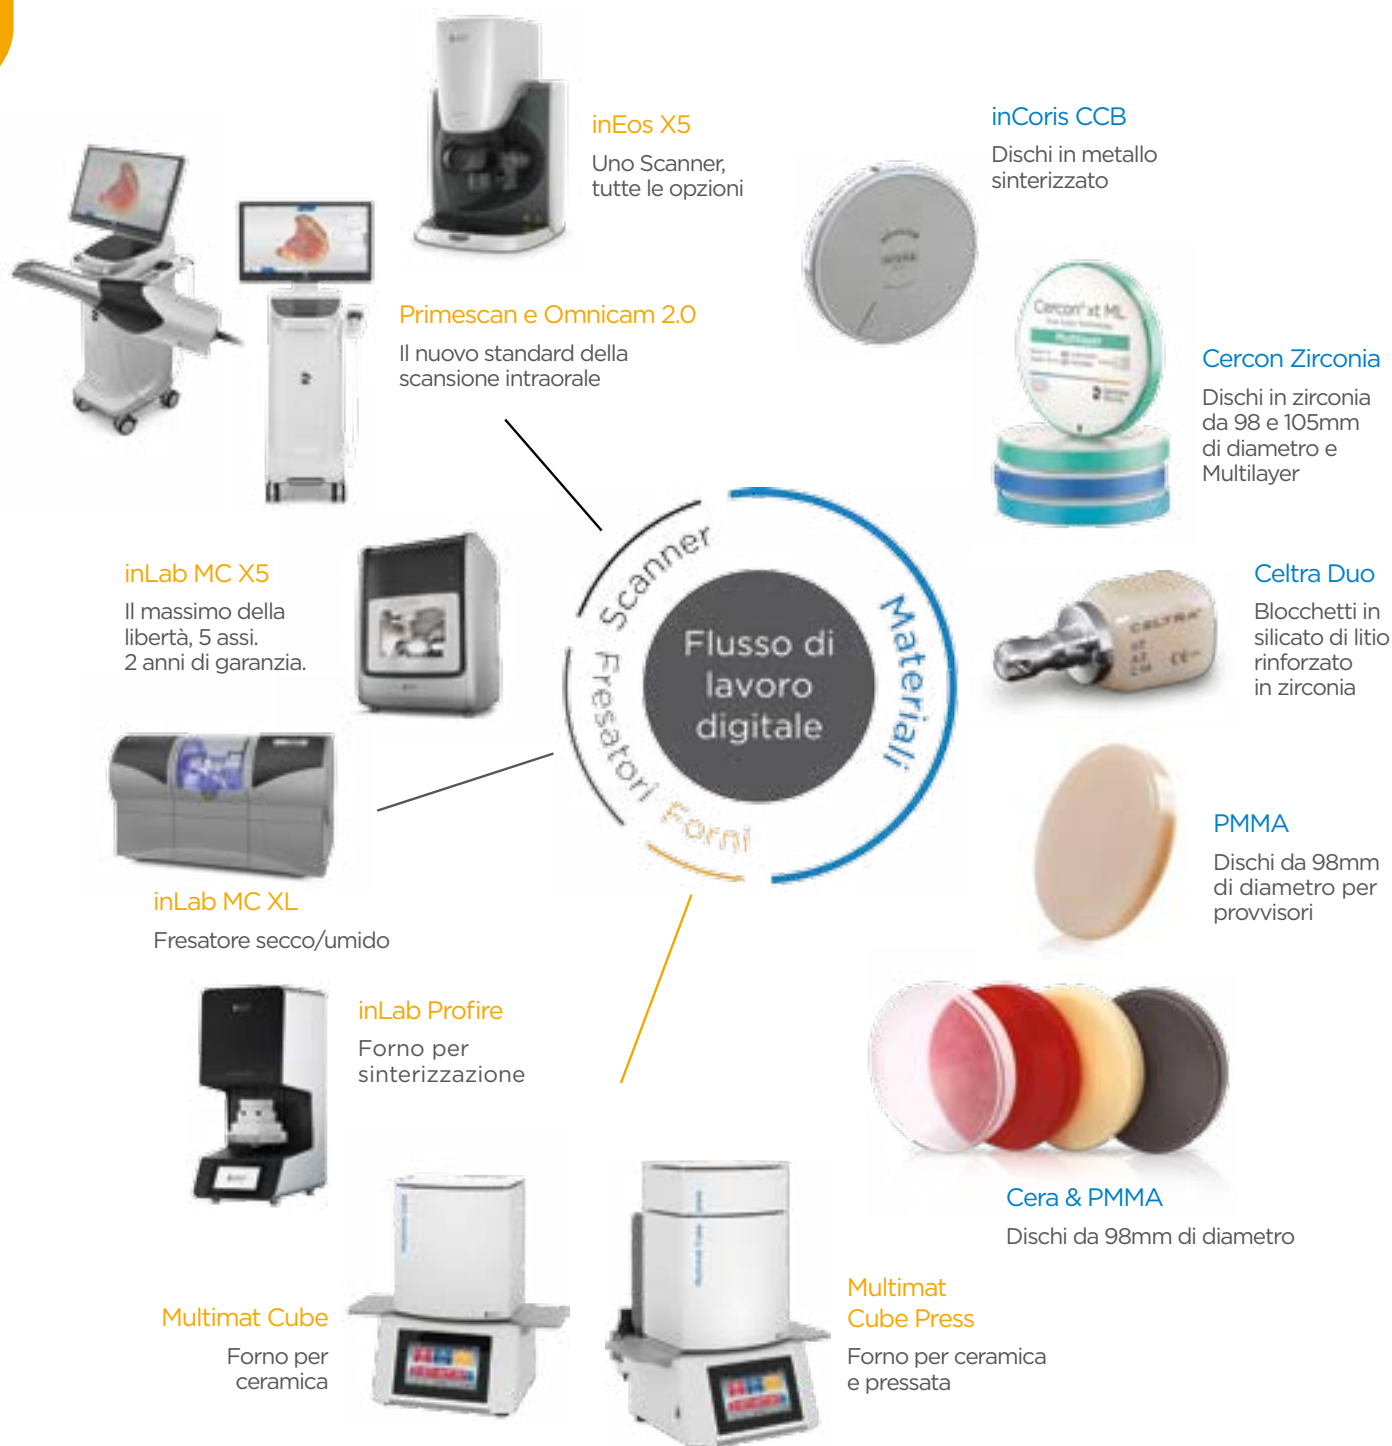 inEos X5
Uno Scanner,
tutte le opzioni
inCoris CCB
Dischi in metallo
sinterizzato
Primescan e Omnicam 2.0
Il nuovo standard della
scansione intraorale
Cercon® xt ML
Multilayer
Cercon Zirconia
Dischi in zirconia
da 98 e 105mm
di diametro e
Multilayer
inLab MC X5
Il massimo della
libertà, 5 assi.
2 anni di garanzia.
Scanner
Fresatori
Forni
Materiali
Flusso di
lavoro
digitale
CELTRA
Celtra Duo
Blocchetti in
silicato di litio
rinforzato
in zirconia
inLab MC XL
Fresatore secco/umido
PMMA
Dischi da 98mm
di diametro per
provvisori
inLab Profire
Forno per
sinterizzazione
Cera & PMMA
Dischi da 98mm di diametro
Multimat Cube
Forno per
ceramica
Multimat
Cube Press
Forno per ceramica
e pressata